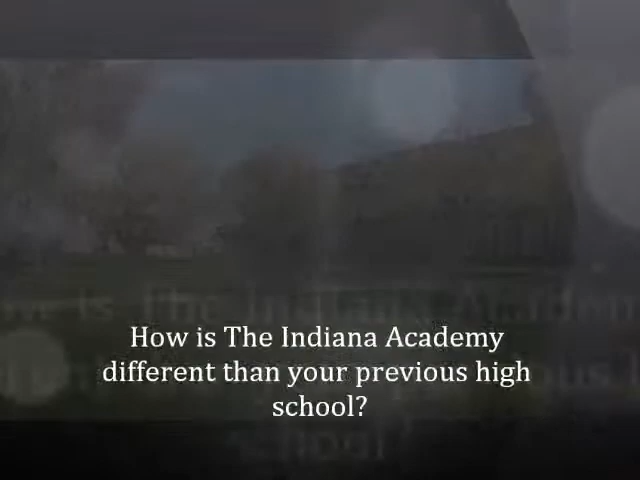 How is The Indiana Academy
different than your previous high
school?